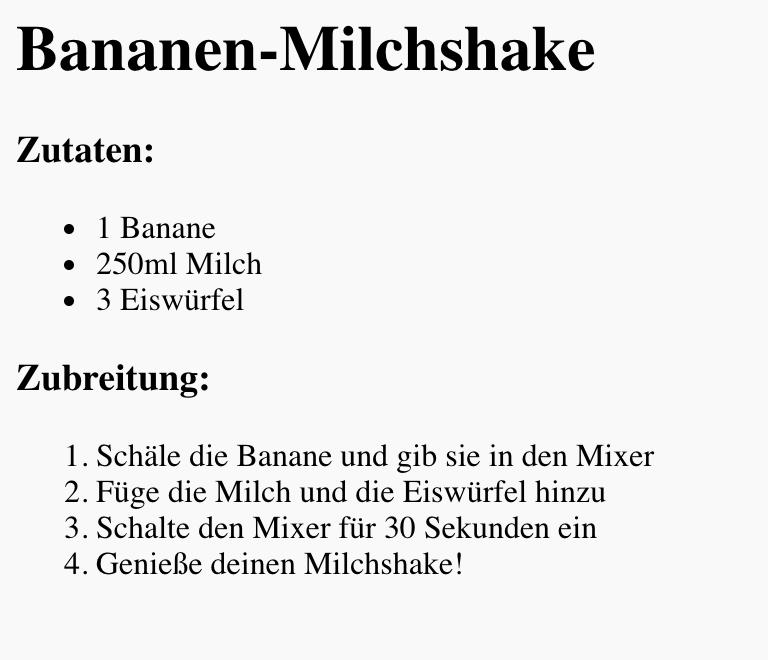 Bananen-Milchshake
Zutaten:
• 1 Banane
• 250ml Milch
• 3 Eiswürfel
Zubreitung:
1. Schäle die Banane und gib sie in den Mixer
2. Füge die Milch und die Eiswürfel hinzu
3. Schalte den Mixer für 30 Sekunden ein
4. Genieße deinen Milchshake!